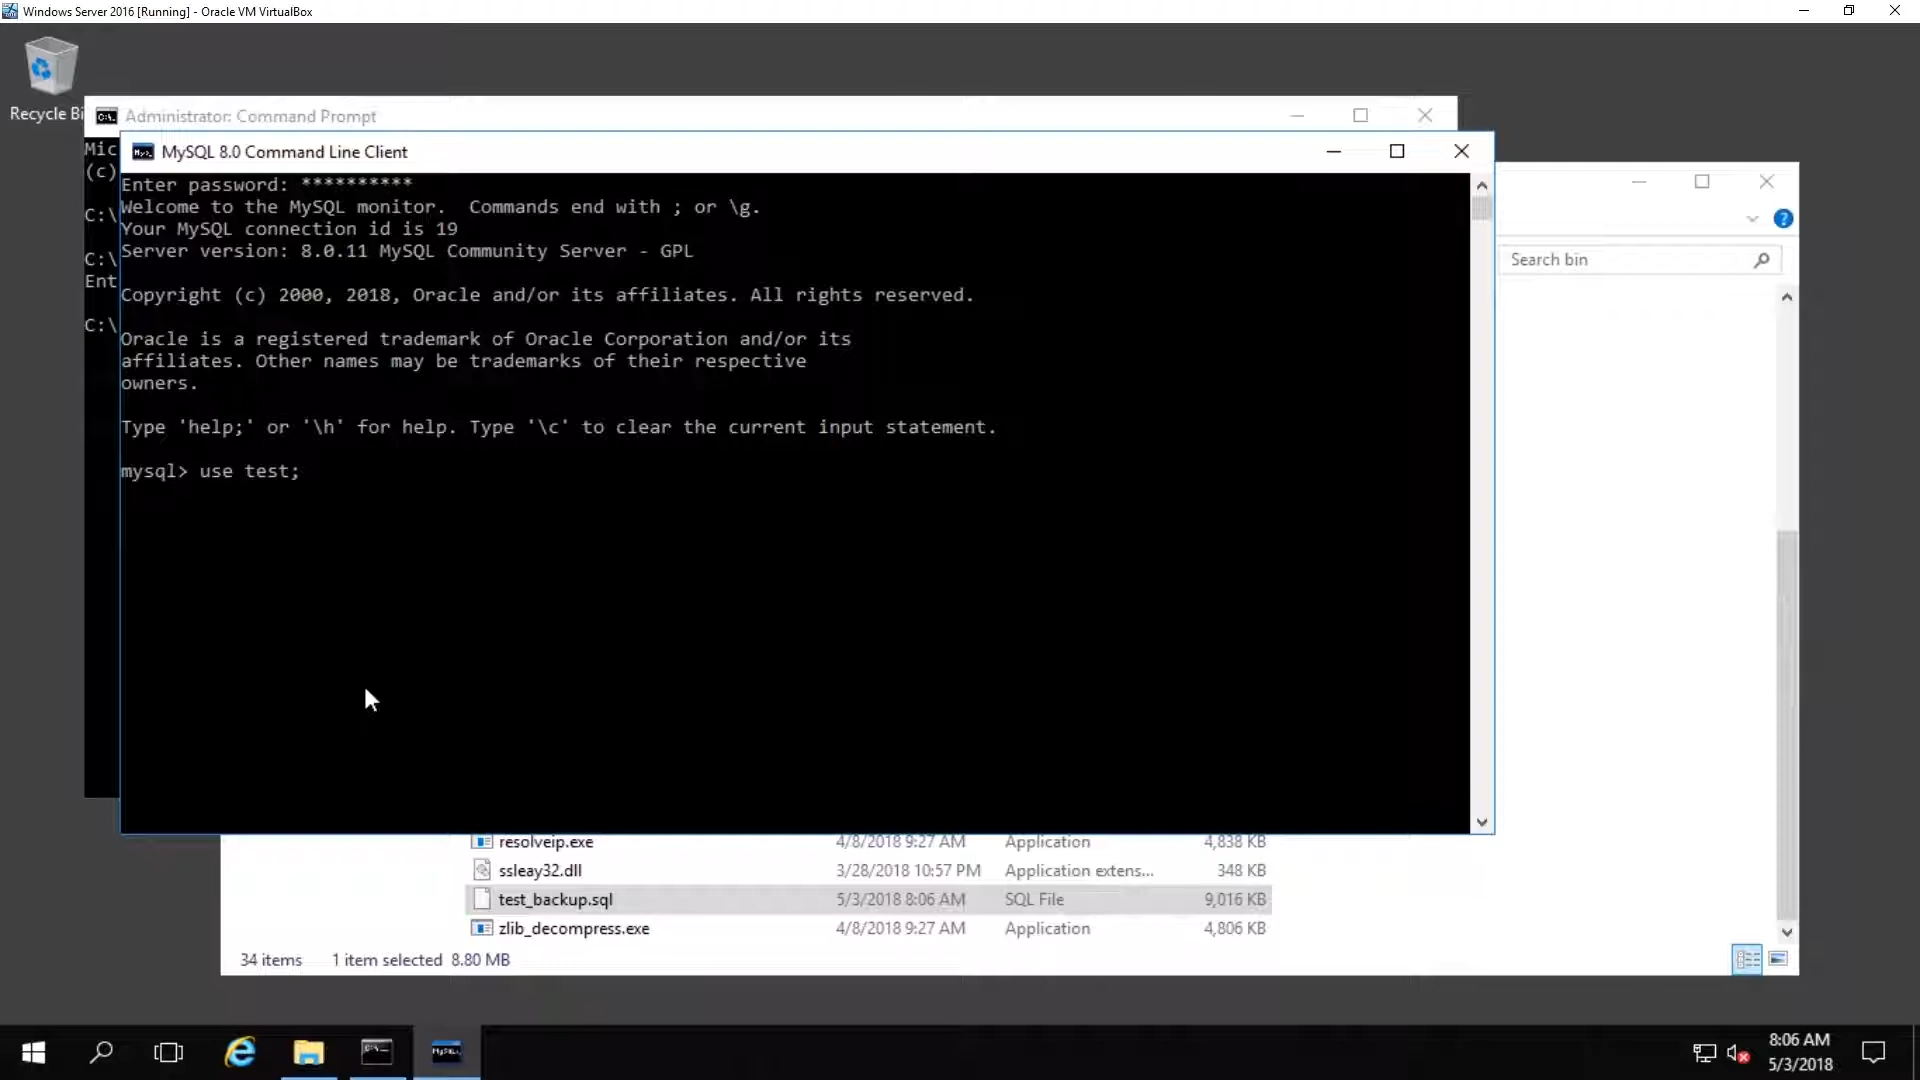 Windows Server 2016 [Running] - Oracle VM VirtualBox
Recycle Bi
Administrator: Command Prompt
Mic
(c)
C:\
C:\
Ent
C:\
MySQL 8.0 Command Line Client
Enter password: **********
Welcome to the MySQL monitor.  Commands end with ; or \g.
Your MySQL connection id is 19
Server version: 8.0.11 MySQL Community Server - GPL
Copyright (c) 2000, 2018, Oracle and/or its affiliates. All rights reserved.
Oracle is a registered trademark of Oracle Corporation and/or its
affiliates. Other names may be trademarks of their respective
owners.
Type 'help;' or '\h' for help. Type '\c' to clear the current input statement.
mysql> use test;
Search bin
resolveip.exe 4/8/2018 9:27 AM Application 4,838 KB
ssleay32.dll 3/28/2018 10:57 PM Application extens... 348 KB
test_backup.sql 5/3/2018 8:06 AM SQL File 9,016 KB
zlib_decompress.exe 4/8/2018 9:27 AM Application 4,806 KB
34 items 1 item selected 8.80 MB
8:06 AM
5/3/2018